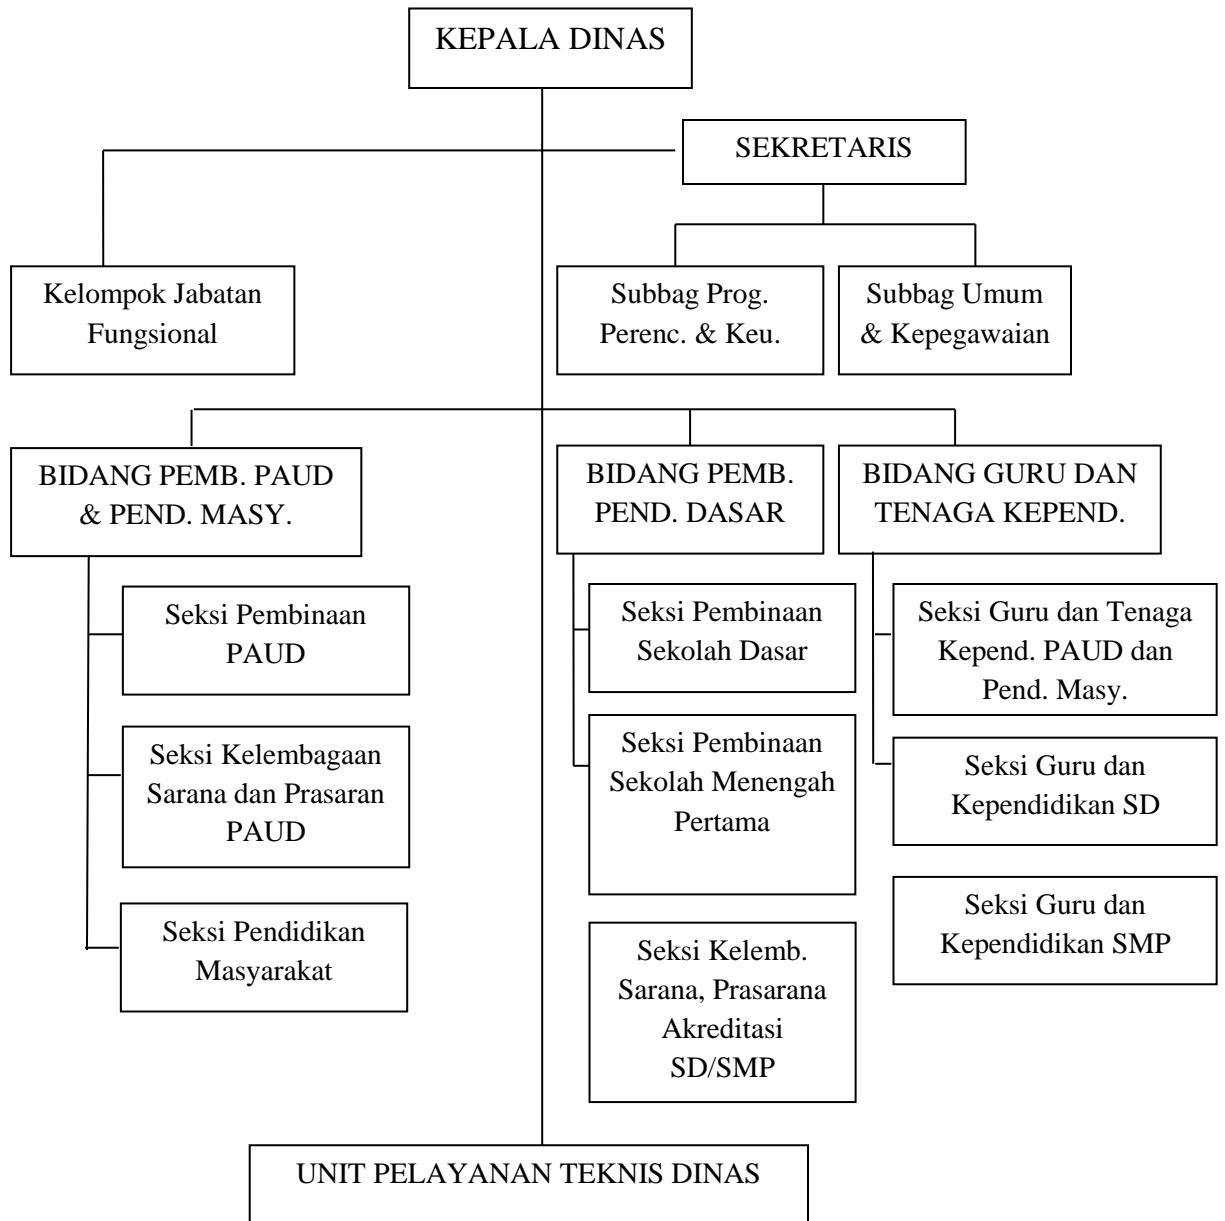 KEPALA DINAS
SEKRETARIS
Kelompok Jabatan
Fungsional
Subbag Prog.
Perenc. & Keu.
Subbag Umum
& Kepegawaian
BIDANG PEMB. PAUD
& PEND. MASY.
BIDANG PEMB.
PEND. DASAR
BIDANG GURU DAN
TENAGA KEPEND.
Seksi Pembinaan
PAUD
Seksi Kelembagaan
Sarana dan Prasaran
PAUD
Seksi Pendidikan
Masyarakat
Seksi Pembinaan
Sekolah Dasar
Seksi Pembinaan
Sekolah Menengah
Pertama
Seksi Kelemb.
Sarana, Prasarana
Akreditasi
SD/SMP
Seksi Guru dan Tenaga
Kepend. PAUD dan
Pend. Masy.
Seksi Guru dan
Kependidikan SD
Seksi Guru dan
Kependidikan SMP
UNIT PELAYANAN TEKNIS DINAS